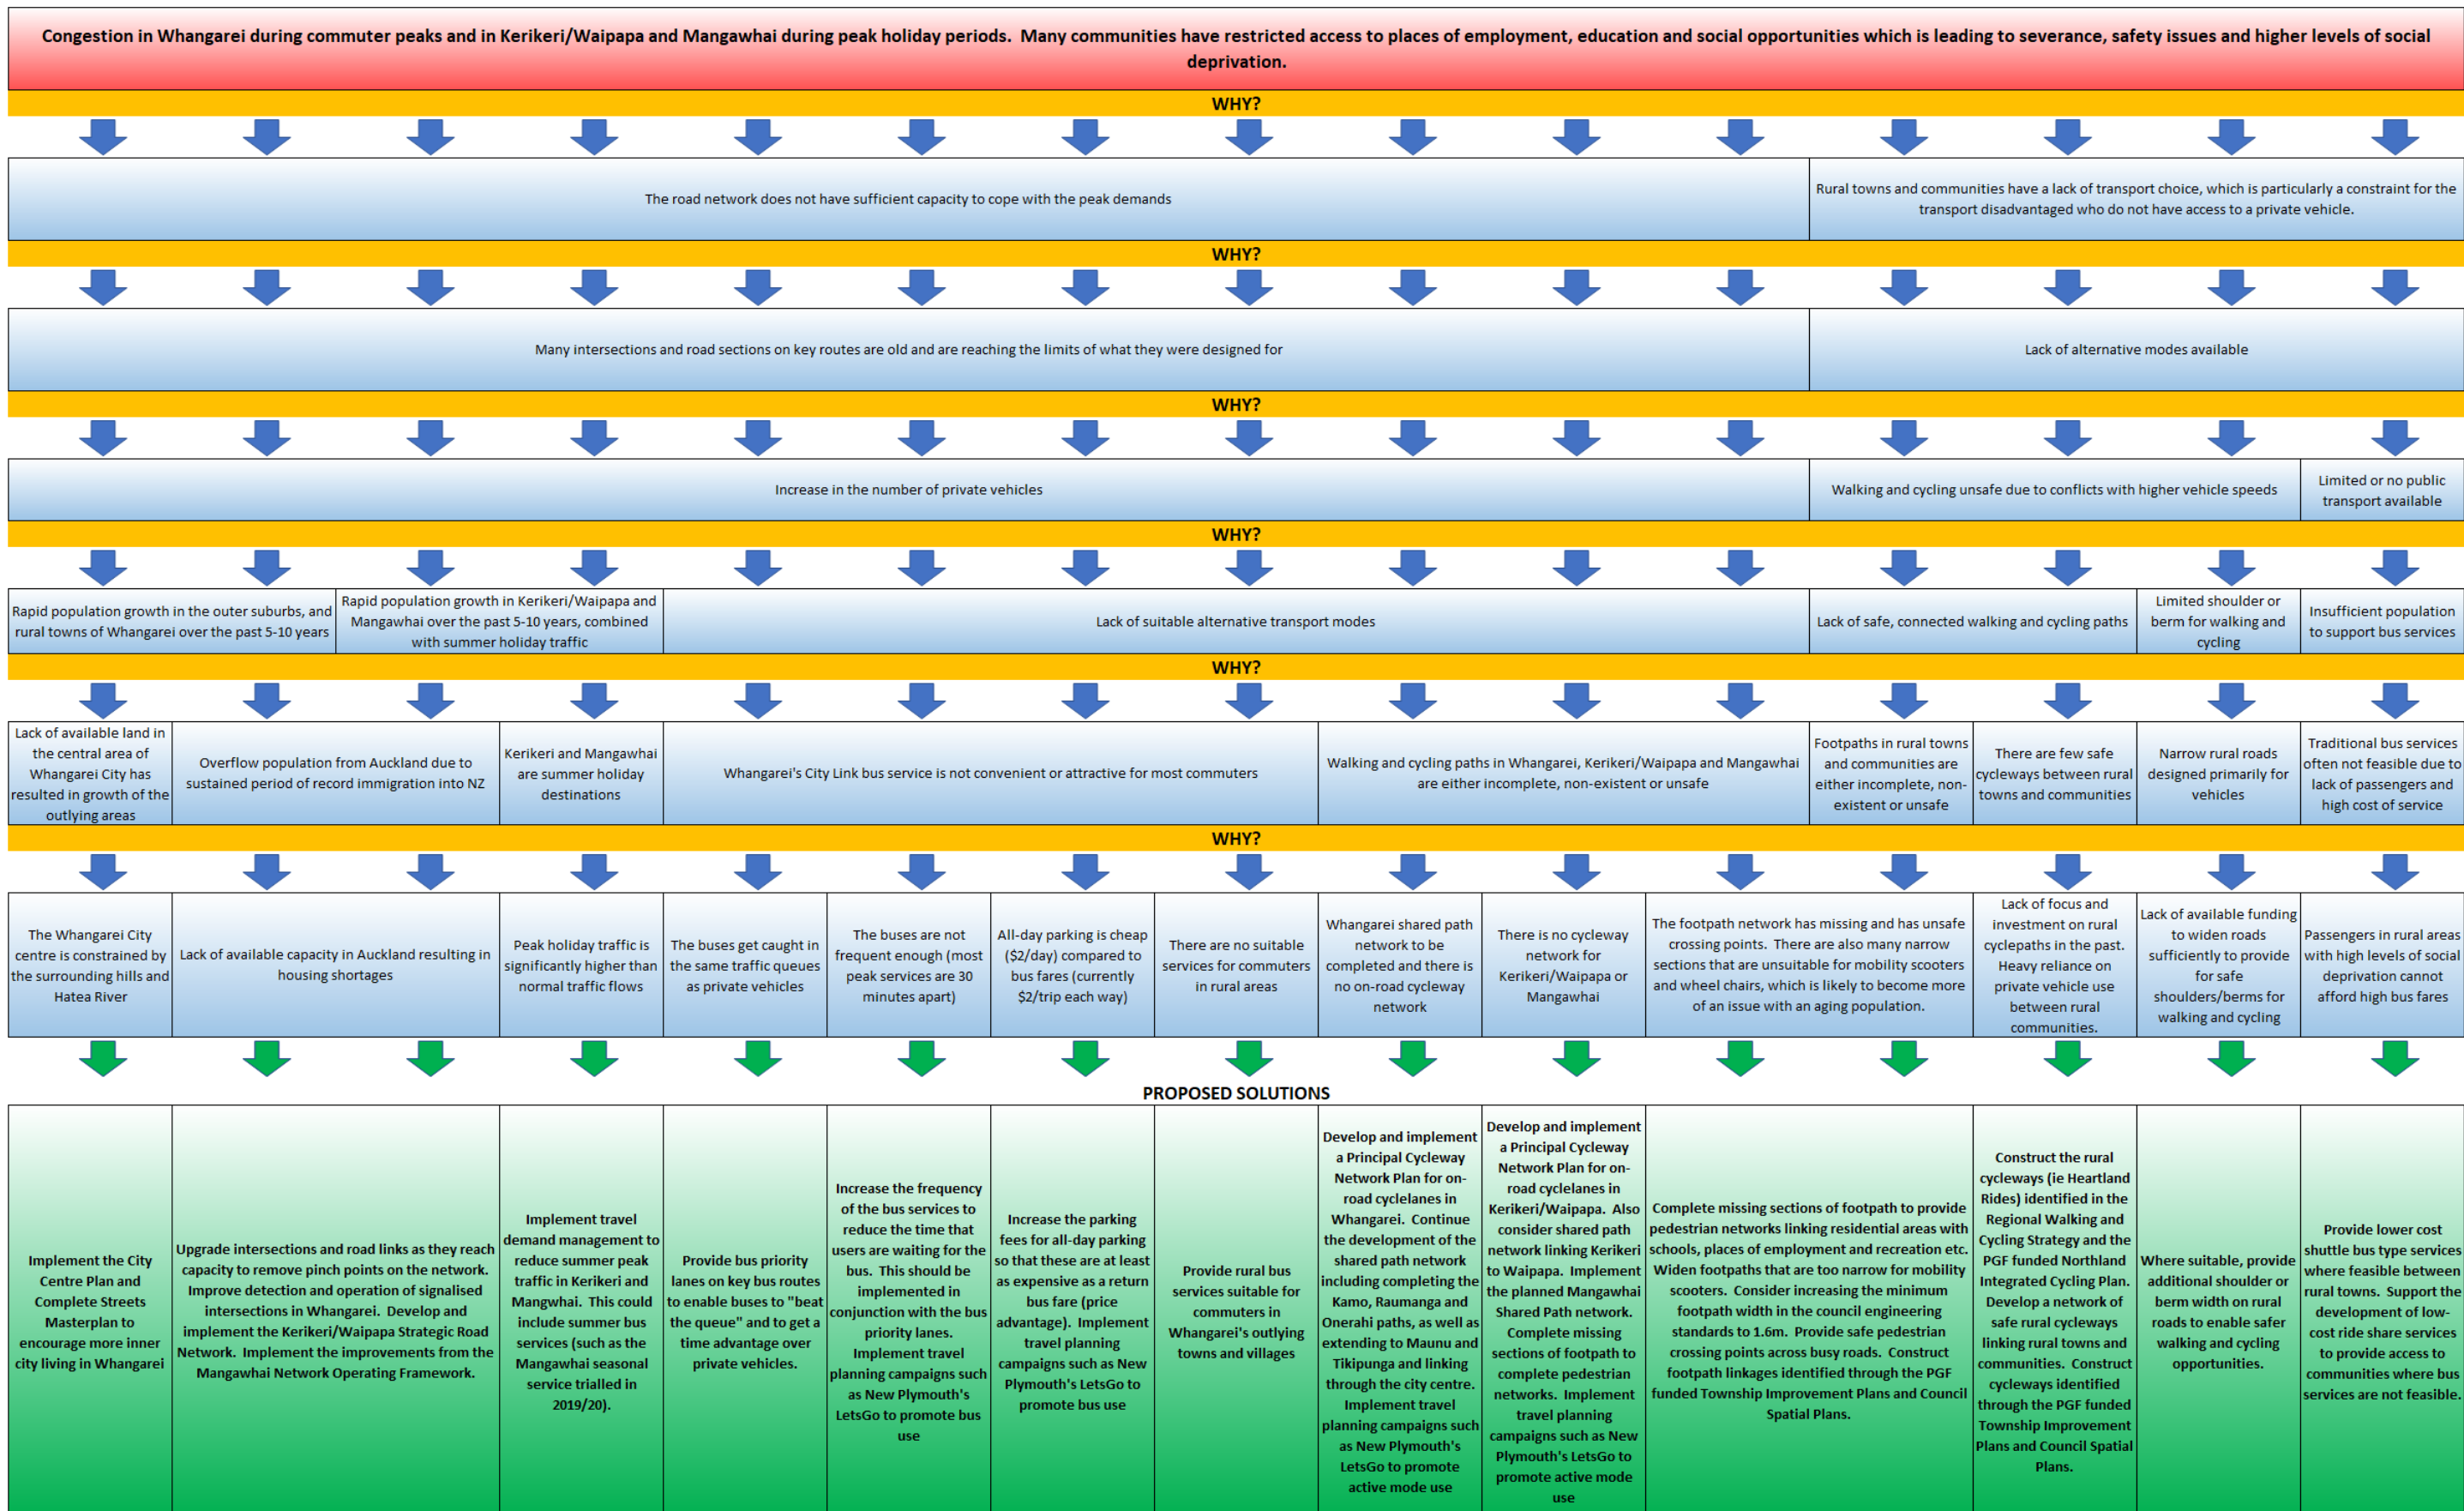 Congestion in Whangarei during commuter peaks and in Kerikeri/Waipapa and Mangawhai during peak holiday periods. Many communities have restricted access to places of employment, education and social opportunities which is leading to severance, safety issues and higher levels of social
deprivation.
WHY?
The road network does not have sufficient capacity to cope with the peak demands
Rural towns and communities have a lack of transport choice, which is particularly a constraint for the
transport disadvantaged who do not have access to a private vehicle.
WHY?
Many intersections and road sections on key routes are old and are reaching the limits of what they were designed for
Lack of alternative modes available
WHY?
Increase in the number of private vehicles
Walking and cycling unsafe due to conflicts with higher vehicle speeds
Limited or no public
transport available
WHY?
Rapid population growth in the outer suburbs, and
rural towns of Whangarei over the past 5-10 years
Rapid population growth in Kerikeri/Waipapa and
Mangawhai over the past 5-10 years, combined
with summer holiday traffic
Lack of suitable alternative transport modes
Lack of safe, connected walking and cycling paths
Limited shoulder or
berm for walking and
cycling
Insufficient population
to support bus services
WHY?
Lack of available land in
the central area of
Whangarei City has
resulted in growth of the
outlying areas
Overflow population from Auckland due to
sustained period of record immigration into NZ
Kerikeri and Mangawhai
are summer holiday
destinations
Whangarei's City Link bus service is not convenient or attractive for most commuters
Walking and cycling paths in Whangarei, Kerikeri/Waipapa and Mangawhai
are either incomplete, non-existent or unsafe
Footpaths in rural towns
and communities are
either incomplete, non-
existent or unsafe
There are few safe
cycleways between rural
towns and communities
Narrow rural roads
designed primarily for
vehicles
Traditional bus services
often not feasible due to
lack of passengers and
high cost of service
WHY?
The Whangarei City
centre is constrained by
the surrounding hills and
Hatea River
Lack of available capacity in Auckland resulting in
housing shortages
Peak holiday traffic is
significantly higher than
normal traffic flows
The buses get caught in
the same traffic queues
as private vehicles
The buses are not
frequent enough (most
peak services are 30
minutes apart)
All-day parking is cheap
($2/day) compared to
bus fares (currently
$2/trip each way)
There are no suitable
services for commuters
in rural areas
Whangarei shared path
network to be
completed and there is
no on-road cycleway
network
There is no cycleway
network for
Kerikeri/Waipapa or
Mangawhai
The footpath network has missing and has unsafe
crossing points. There are also many narrow
sections that are unsuitable for mobility scooters
and wheel chairs, which is likely to become more
of an issue with an aging population.
Lack of focus and
investment on rural
cyclepaths in the past.
Heavy reliance on
private vehicle use
between rural
communities.
Lack of available funding
to widen roads
sufficiently to provide
for safe
shoulders/berms for
walking and cycling
Passengers in rural areas
with high levels of social
deprivation cannot
afford high bus fares
PROPOSED SOLUTIONS
Implement the City
Centre Plan and
Complete Streets
Masterplan to
encourage more inner
city living in Whangarei
Upgrade intersections and road links as they reach
capacity to remove pinch points on the network.
Improve detection and operation of signalised
intersections in Whangarei. Develop and
implement the Kerikeri/Waipapa Strategic Road
Network. Implement the improvements from the
Mangawhai Network Operating Framework.
Implement travel
demand management to
reduce summer peak
traffic in Kerikeri and
Mangwhai. This could
include summer bus
services (such as the
Mangawhai seasonal
service trialled in
2019/20).
Provide bus priority
lanes on key bus routes
to enable buses to "beat
the queue" and to get a
time advantage over
private vehicles.
Increase the frequency
of the bus services to
reduce the time that
users are waiting for the
bus. This should be
implemented in
conjunction with the bus
priority lanes.
Implement travel
planning campaigns such
as New Plymouth's
LetsGo to promote bus
use
Increase the parking
fees for all-day parking
so that these are at least
as expensive as a return
bus fare (price
advantage). Implement
travel planning
campaigns such as New
Plymouth's LetsGo to
promote bus use
Provide rural bus
services suitable for
commuters in
Whangarei's outlying
towns and villages
Develop and implement
a Principal Cycleway
Network Plan for on-
road cyclelanes in
Whangarei. Continue
the development of the
shared path network
including completing the
Kamo, Raumanga and
Onerahi paths, as well as
extending to Maunu and
Tikipunga and linking
through the city centre.
Implement travel
planning campaigns such
as New Plymouth's
LetsGo to promote
active mode use
Develop and implement
a Principal Cycleway
Network Plan for on-
road cyclelanes in
Kerikeri/Waipapa. Also
consider shared path
network linking Kerikeri
to Waipapa. Implement
the planned Mangawhai
Shared Path network.
Complete missing
sections of footpath to
complete pedestrian
networks. Implement
travel planning
campaigns such as New
Plymouth's LetsGo to
promote active mode
use
Complete missing sections of footpath to provide
pedestrian networks linking residential areas with
schools, places of employment and recreation etc.
Widen footpaths that are too narrow for mobility
scooters. Consider increasing the minimum
footpath width in the council engineering
standards to 1.6m. Provide safe pedestrian
crossing points across busy roads. Construct
footpath linkages identified through the PGF
funded Township Improvement Plans and Council
Spatial Plans.
Construct the rural
cycleways (ie Heartland
Rides) identified in the
Regional Walking and
Cycling Strategy and the
PGF funded Northland
Integrated Cycling Plan.
Develop a network of
safe rural cycleways
linking rural towns and
communities. Construct
cycleways identified
through the PGF funded
Township Improvement
Plans and Council Spatial
Plans.
Where suitable, provide
additional shoulder or
berm width on rural
roads to enable safer
walking and cycling
opportunities.
Provide lower cost
shuttle bus type services
where feasible between
rural towns. Support the
development of low-
cost ride share services
to provide access to
communities where bus
services are not feasible.